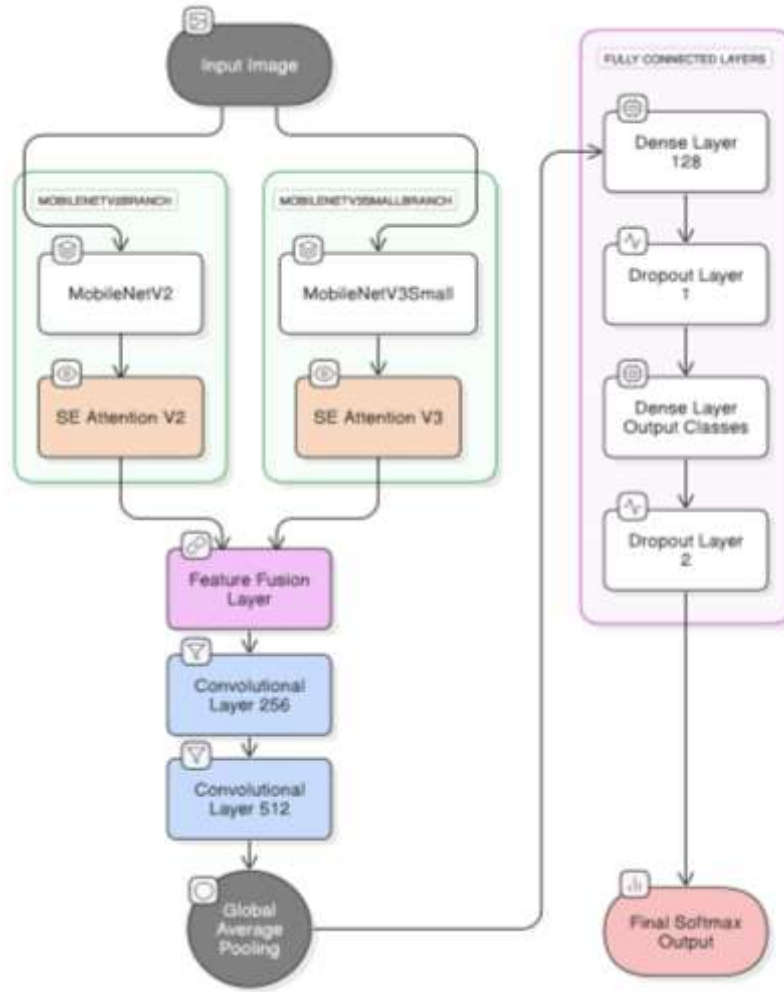 Input Image
MOBILENETV2BRANCH
MobileNetV2
SE Attention V2
MOBILENETV3SMALLBRANCH
MobileNetV3Small
SE Attention V3
Feature Fusion
Layer
Convolutional
Layer 256
Convolutional
Layer 512
Global
Average
Pooling
FULLY CONNECTED LAYERS
Dense Layer
128
Dropout Layer
1
Dense Layer
Output Classes
Dropout Layer
2
Final Softmax
Output